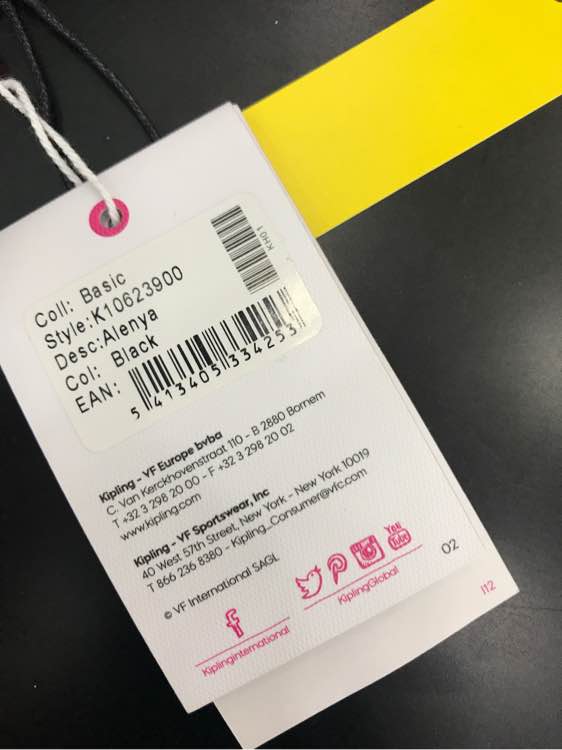 Coll: Basic
Style:K10623900
Desc:Alenya
Col: Black
EAN:
5 413405 334253
KH01
Kipling - VF Europe bvba
C. Van Kerckhovenstraat 110 - B 2880 Bornem
T +32 3 298 20 00 - F +32 3 298 20 02
www.kipling.com
Kipling - VF Sportswear, Inc
40 West 57th Street, New York - New York 10019
T 866 236 8380 - Kipling_Consumer@vfc.com
© VF International SAGL
You
Tube
KiplingInternational
KiplingGlobal
02
112